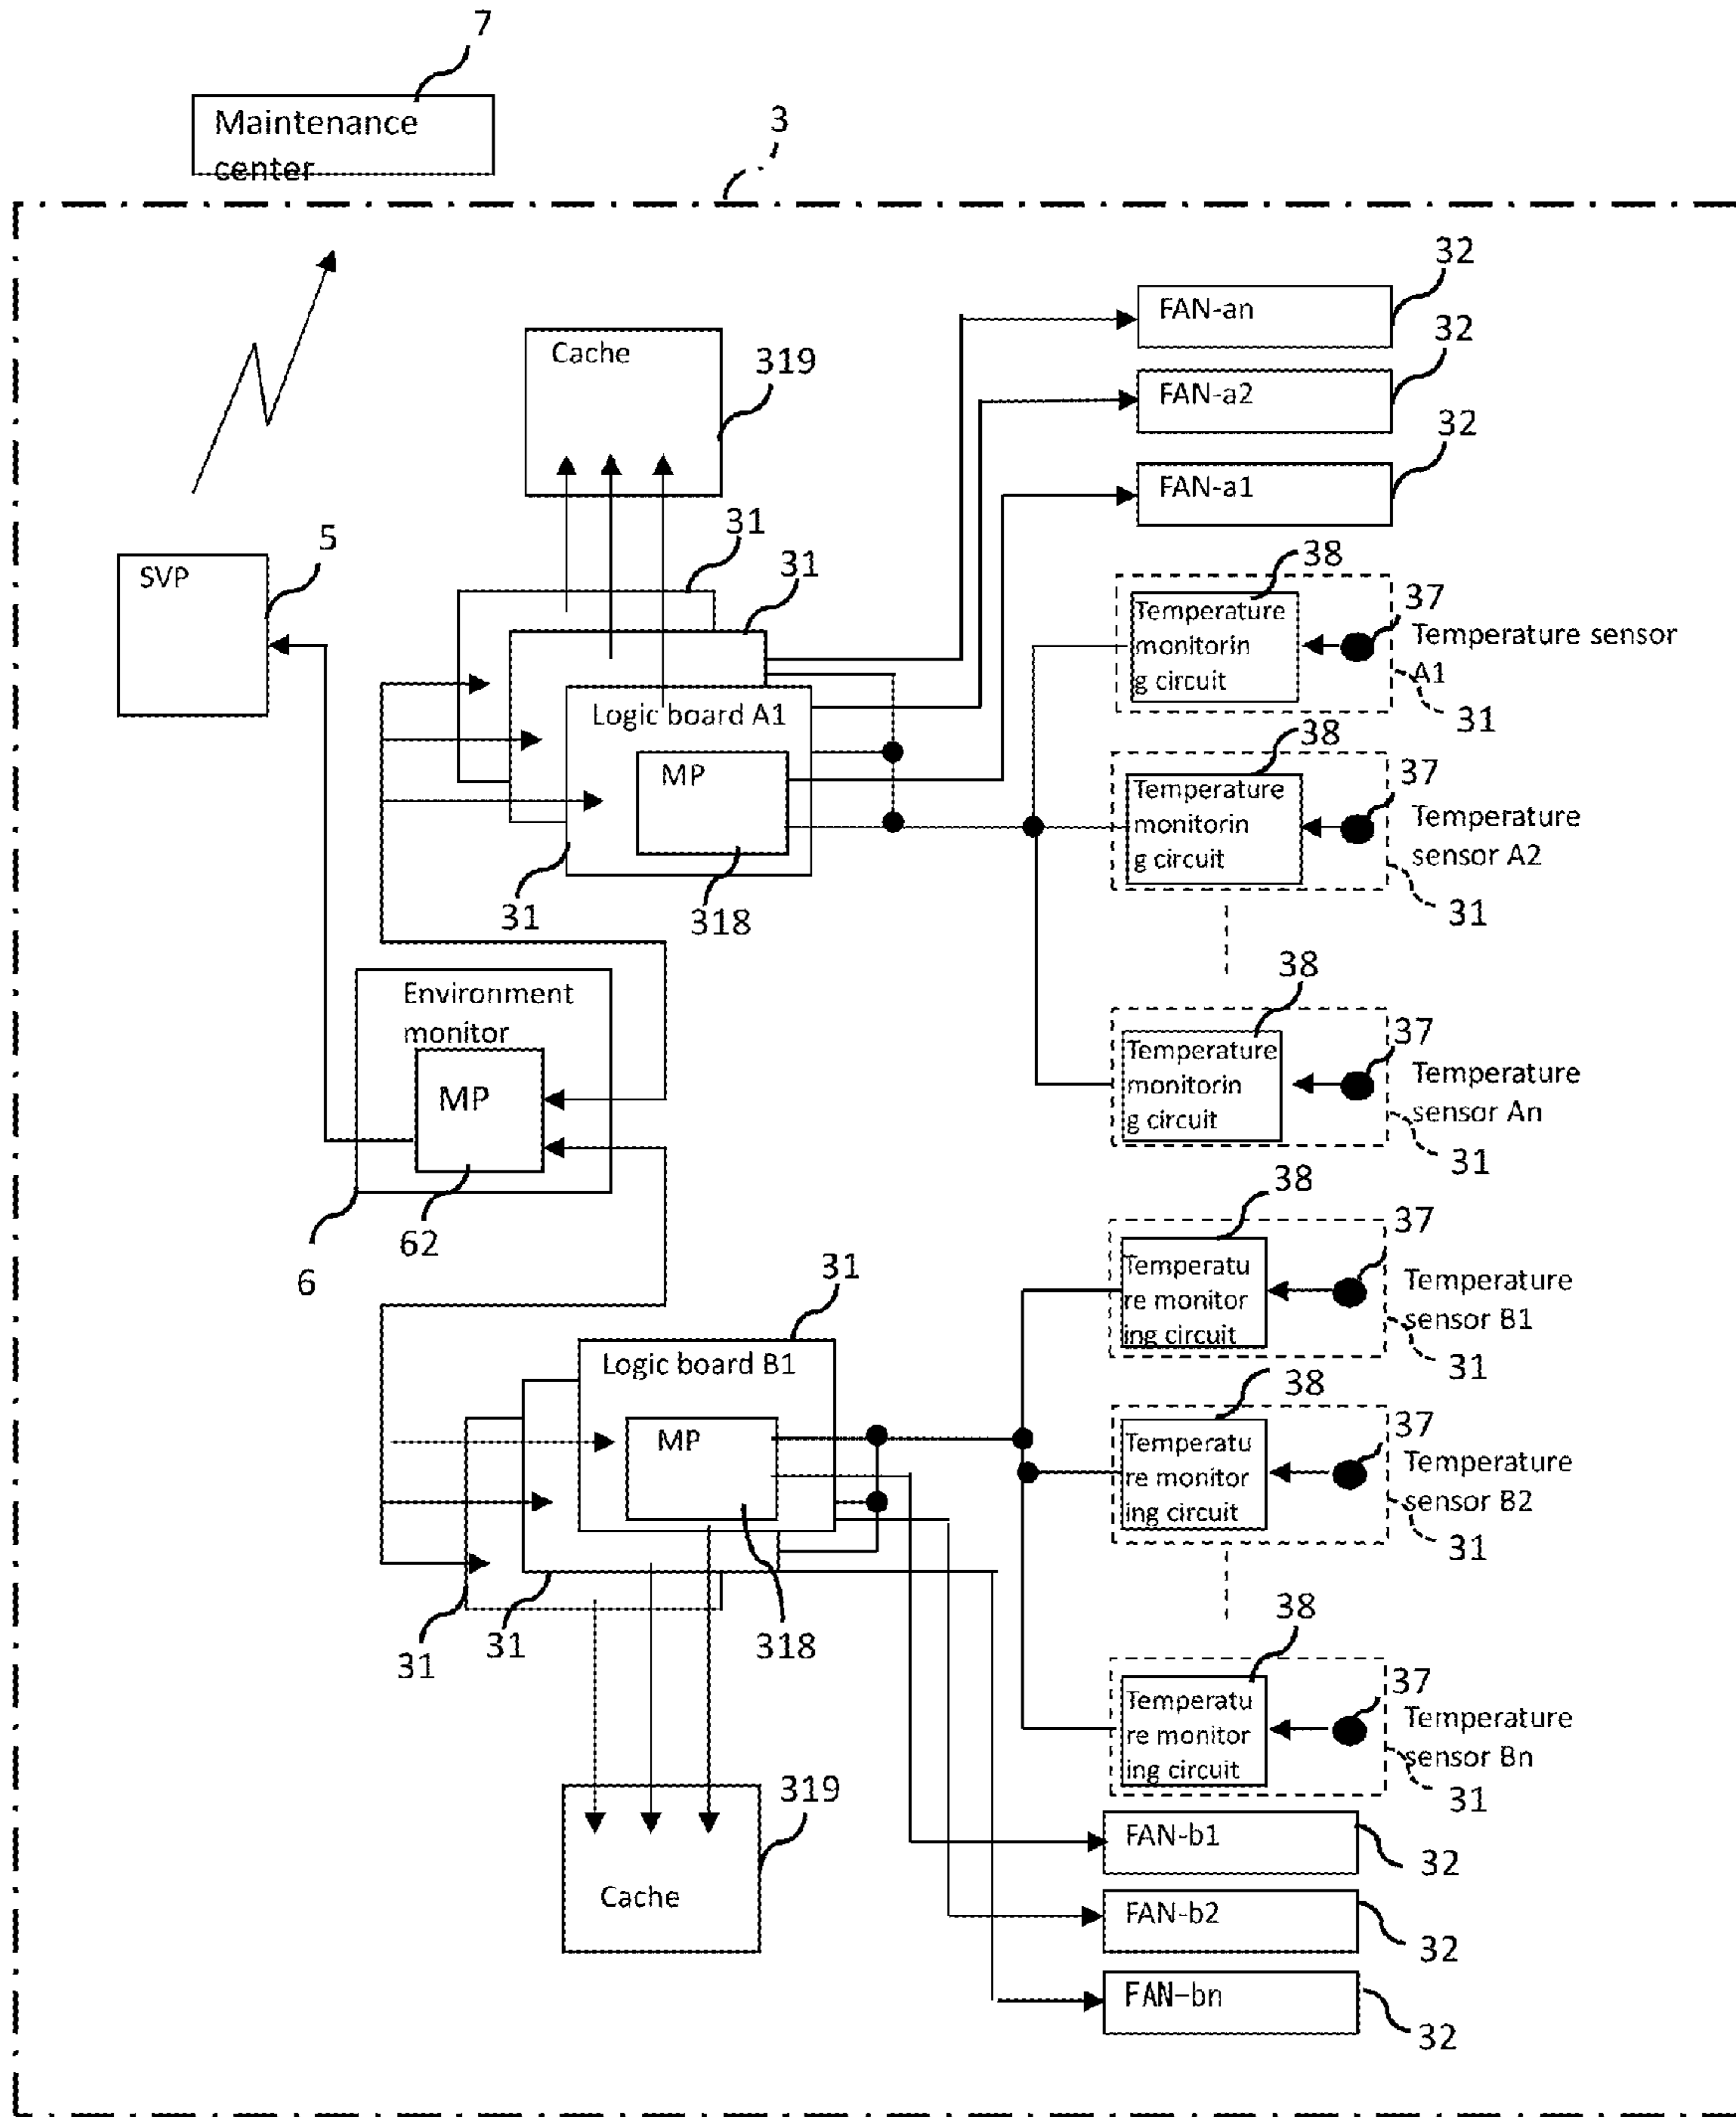 7
Maintenance
center
3
32
FAN-an
32
FAN-a2
32
FAN-a1
Cache
319
SVP
5
31
31
Logic board A1
MP
31
318
38
Temperature
monitorin
g circuit
37
Temperature sensor
A1
31
38
Temperature
monitorin
g circuit
37
Temperature
sensor A2
31
38
Temperature
monitorin
g circuit
37
Temperature
sensor An
31
Environment
monitor
MP
62
6
38
Temperatu
re monitor
ing circuit
37
Temperature
sensor B1
31
31
Logic board B1
MP
31
31
318
38
Temperatu
re monitor
ing circuit
37
Temperature
sensor B2
31
38
Temperatu
re monitor
ing circuit
37
Temperature
sensor Bn
31
319
Cache
FAN-b1
32
FAN-b2
32
FAN-bn
32